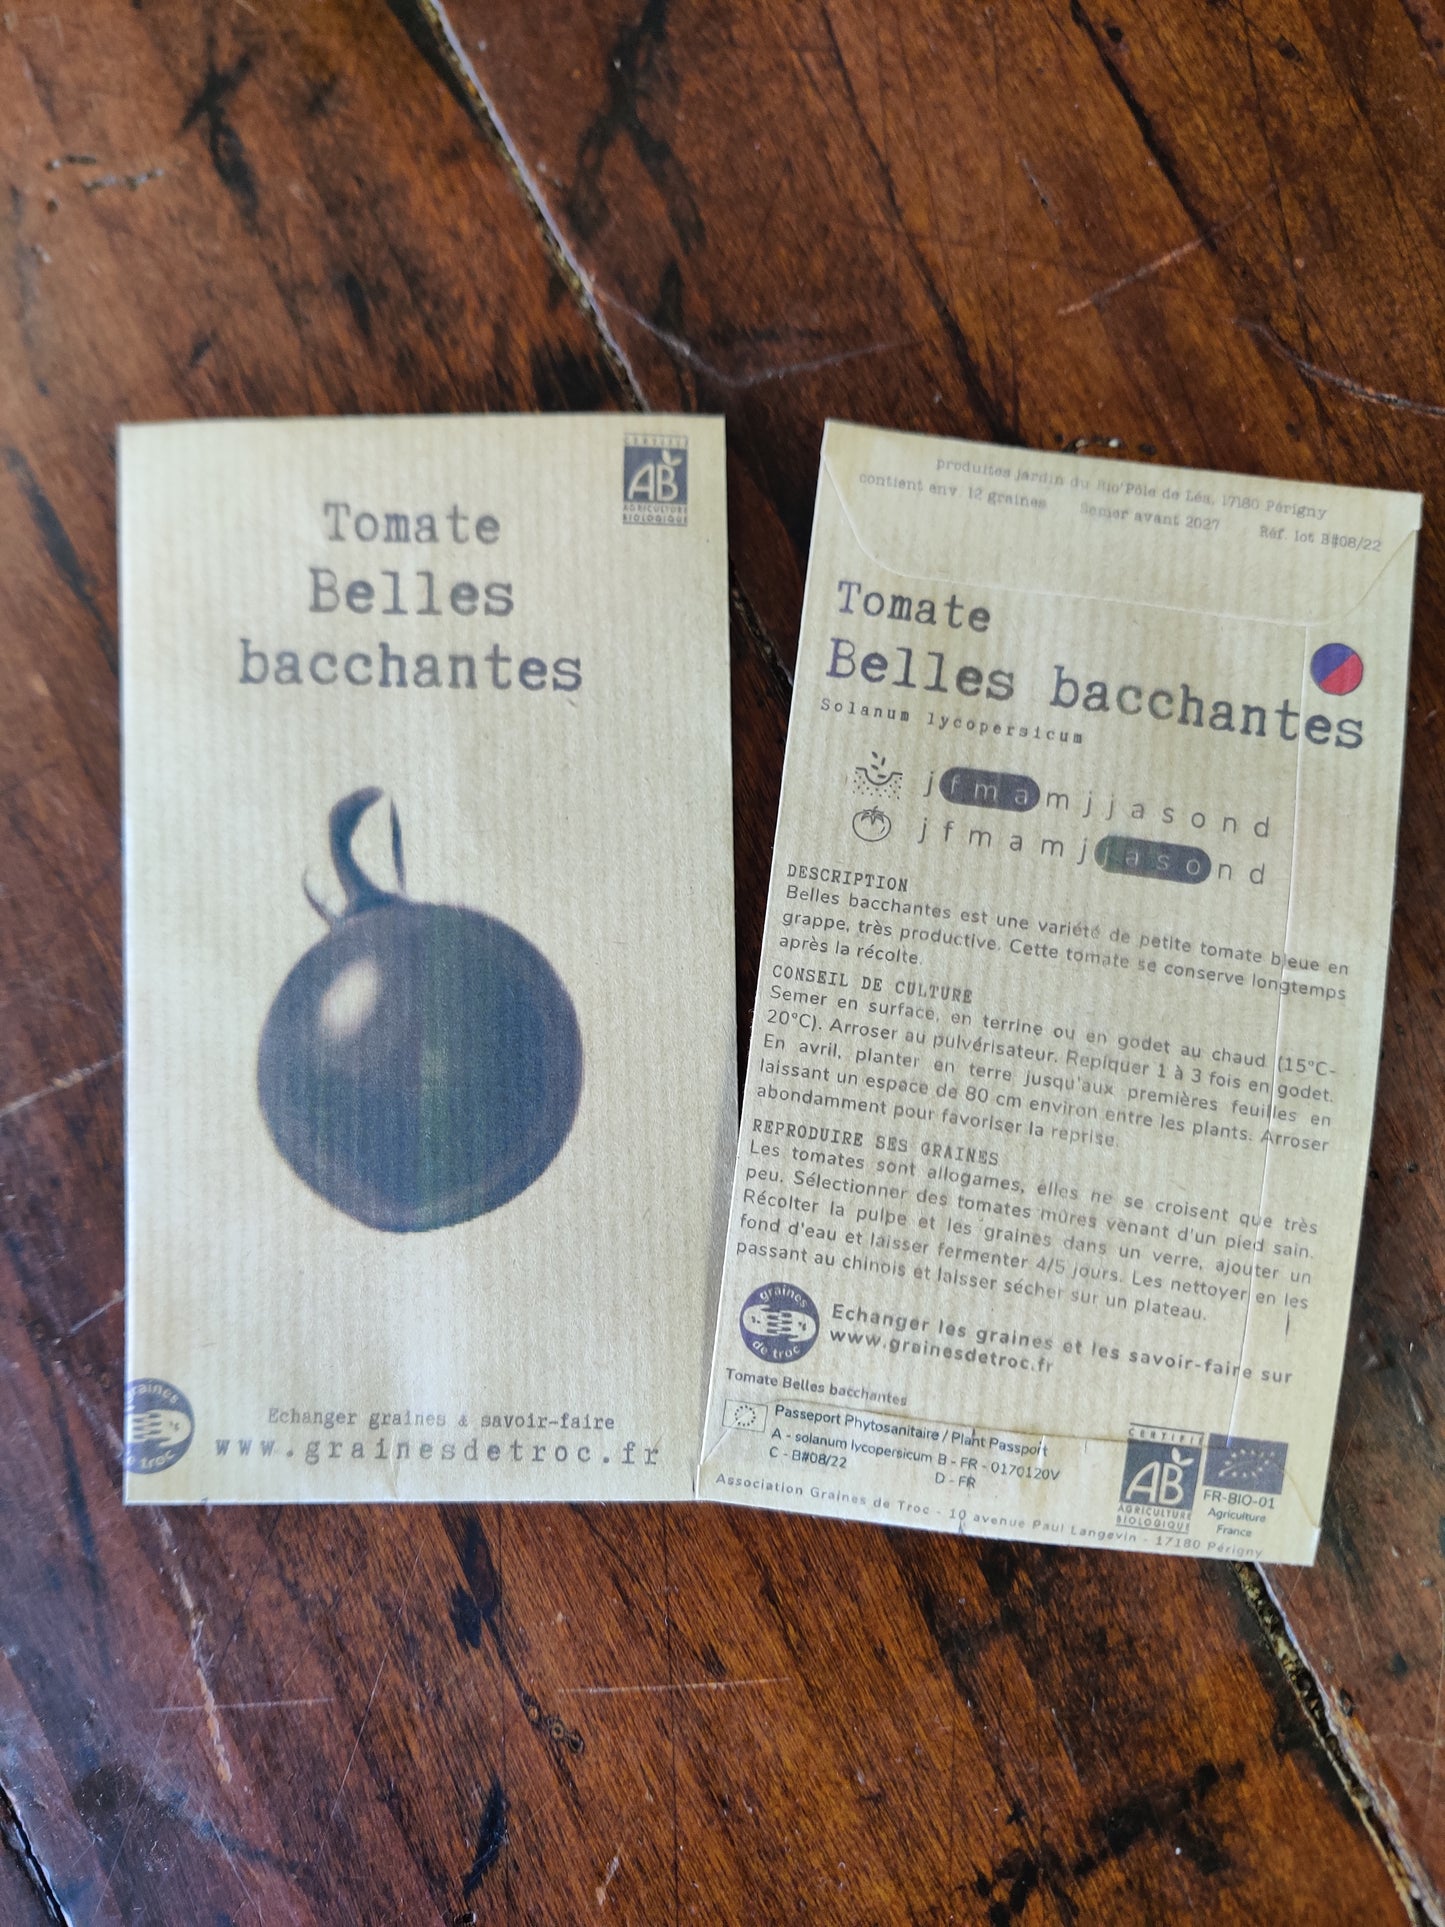 CERTIFIÉ
AB
AGRICULTURE
BIOLOGIQUE
Tomate
Belles
bacchantes
graines
de troc
Echanger graines & savoir-faire
www.grainesdetroc.fr
produites jardin du Bio'Pôle de Léa, 17180 Périgny
contient env. 12 graines Semer avant 2027 Réf. lot B#08/22
Tomate
Belles bacchantes
Solanum lycopersicum
j f m a m j j a s o n d
j f m a m j j a s o n d
DESCRIPTION
Belles bacchantes est une variété de petite tomate bleue en
grappe, très productive. Cette tomate se conserve longtemps
après la récolte.
CONSEIL DE CULTURE
Semer en surface, en terrine ou en godet au chaud (15°C-
20°C). Arroser au pulvérisateur. Repiquer 1 à 3 fois en godet.
En avril, planter en terre jusqu'aux premières feuilles en
laissant un espace de 80 cm environ entre les plants. Arroser
abondamment pour favoriser la reprise.
REPRODUIRE SES GRAINES
Les tomates sont allogames, elles ne se croisent que très
peu. Sélectionner des tomates mûres venant d'un pied sain.
Récolter la pulpe et les graines dans un verre, ajouter un
fond d'eau et laisser fermenter 4/5 jours. Les nettoyer en les
passant au chinois et laisser sécher sur un plateau.
graines
de troc
Echanger les graines et les savoir-faire sur
www.grainesdetroc.fr
Tomate Belles bacchantes
Passeport Phytosanitaire / Plant Passport
A - solanum lycopersicum B - FR - 0170120V
C - B#08/22 D - FR
CERTIFIÉ
AB
AGRICULTURE
BIOLOGIQUE
FR-BIO-01
Agriculture
France
Association Graines de Troc - 10 avenue Paul Langevin - 17180 Périgny